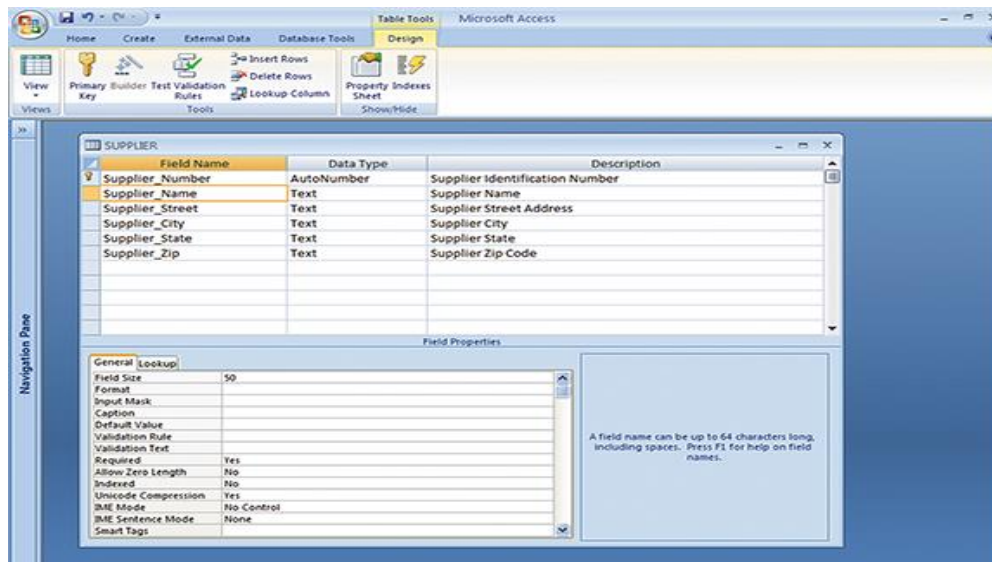 Table Tools Microsoft Access
Home Create External Data Database Tools Design
View
Primary Key
Builder
Test Validation Rules
Insert Rows
Delete Rows
Lookup Column
Property Sheet
Indexes
Views Tools Show/Hide
»
Navigation Pane
SUPPLIER
Field Name Data Type Description
Supplier_Number AutoNumber Supplier Identification Number
Supplier_Name Text Supplier Name
Supplier_Street Text Supplier Street Address
Supplier_City Text Supplier City
Supplier_State Text Supplier State
Supplier_Zip Text Supplier Zip Code
Field Properties
General Lookup
Field Size 50
Format
Input Mask
Caption
Default Value
Validation Rule
Validation Text
Required Yes
Allow Zero Length No
Indexed No
Unicode Compression Yes
IME Mode No Control
IME Sentence Mode None
Smart Tags
A field name can be up to 64 characters long,
including spaces. Press F1 for help on field
names.